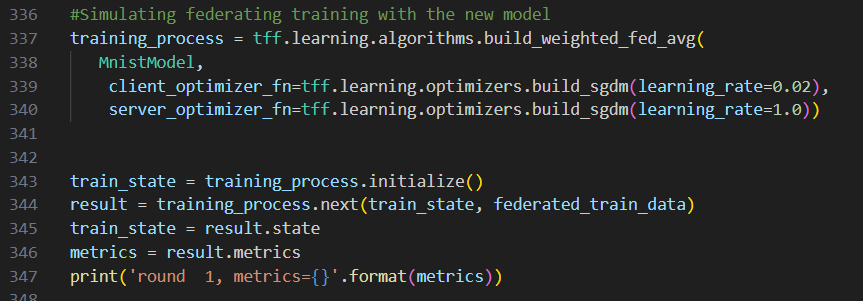 336 #Simulating federating training with the new model
337 training_process = tff.learning.algorithms.build_weighted_fed_avg(
338 MnistModel,
339 client_optimizer_fn=tff.learning.optimizers.build_sgdm(learning_rate=0.02),
340 server_optimizer_fn=tff.learning.optimizers.build_sgdm(learning_rate=1.0))
341
342
343 train_state = training_process.initialize()
344 result = training_process.next(train_state, federated_train_data)
345 train_state = result.state
346 metrics = result.metrics
347 print('round  1, metrics={}'.format(metrics))
348